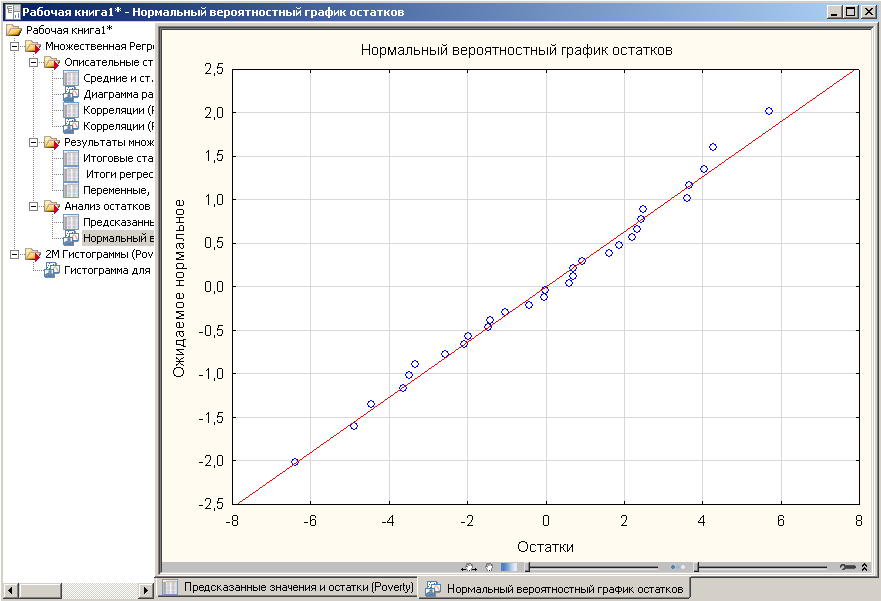 Рабочая книга1* - Нормальный вероятностный график остатков
Рабочая книга1*
Множественная Регре
Описательные ст
Средние и ст.
Диаграмма ра
Корреляции (P
Корреляции (P
Результаты множ
Итоговые ста
Итоги регрес
Переменные,
Анализ остатков
Предсказанны
Нормальный в
2М Гистограммы (Pov
Гистограмма для
Нормальный вероятностный график остатков
2,5
2,0
1,5
1,0
0,5
0,0
-0,5
-1,0
-1,5
-2,0
-2,5
Ожидаемое нормальное
-8 -6 -4 -2 0 2 4 6 8
Остатки
Предсказанные значения и остатки (Poverty)
Нормальный вероятностный график остатков